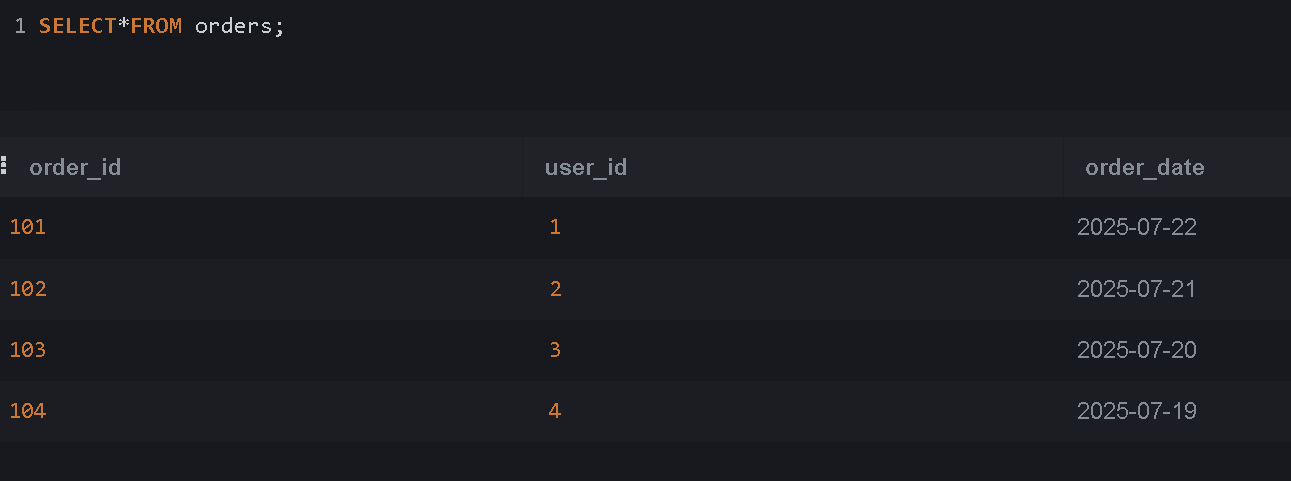 1 SELECT*FROM orders;
order_id user_id order_date
101 1 2025-07-22
102 2 2025-07-21
103 3 2025-07-20
104 4 2025-07-19